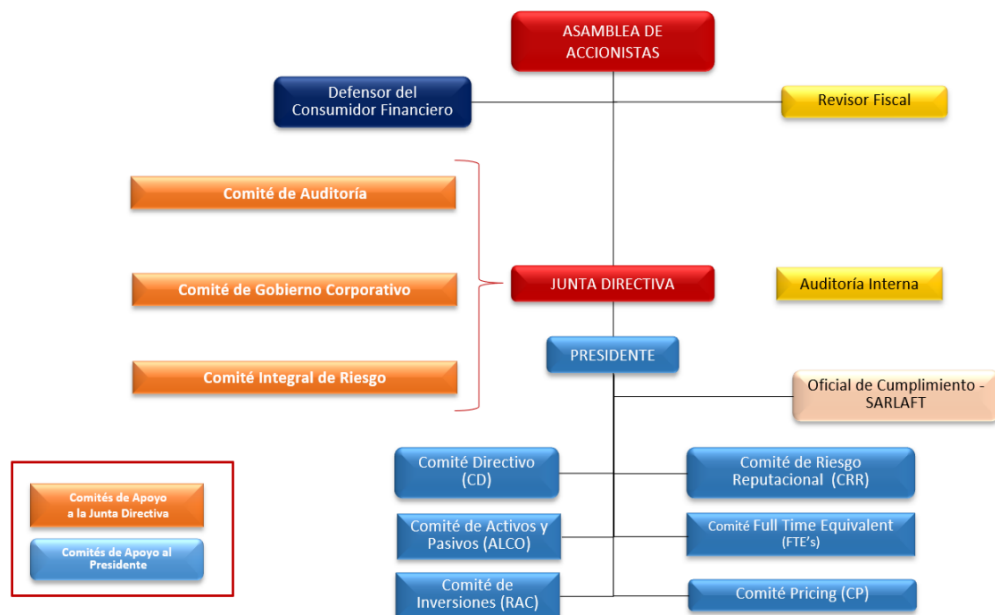 ASAMBLEA DE
ACCIONISTAS
Defensor del
Consumidor Financiero
Revisor Fiscal
Comité de Auditoría
Comité de Gobierno Corporativo
JUNTA DIRECTIVA
Auditoría Interna
PRESIDENTE
Comité Integral de Riesgo
Oficial de Cumplimiento -
SARLAFT
Comité Directivo
(CD)
Comité de Riesgo
Reputacional (CRR)
Comités de Apoyo
a la Junta Directiva
Comité de Activos y
Pasivos (ALCO)
Comité Full Time Equivalent
(FTE's)
Comités de Apoyo al
Presidente
Comité de
Inversiones (RAC)
Comité Pricing (CP)